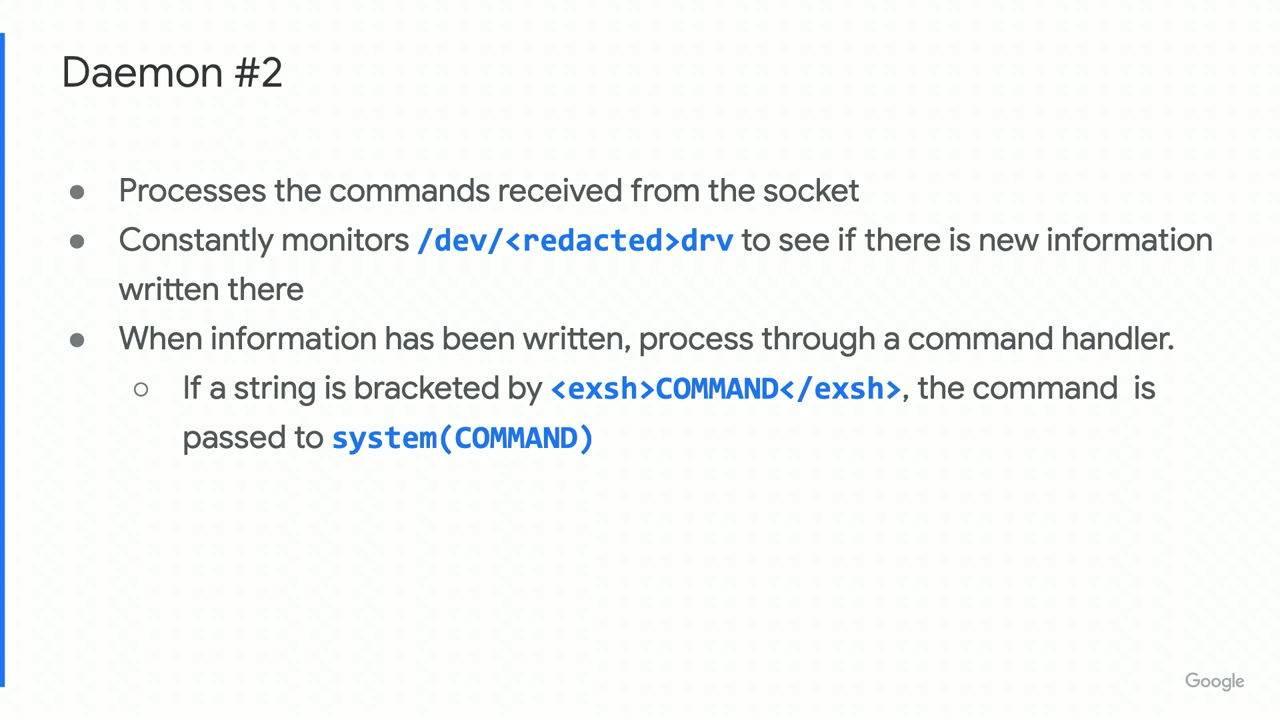 Daemon #2
● Processes the commands received from the socket
● Constantly monitors /dev/<redacted>drv to see if there is new information
written there
● When information has been written, process through a command handler.
○ If a string is bracketed by <exsh>COMMAND</exsh>, the command is
passed to system(COMMAND)
Google